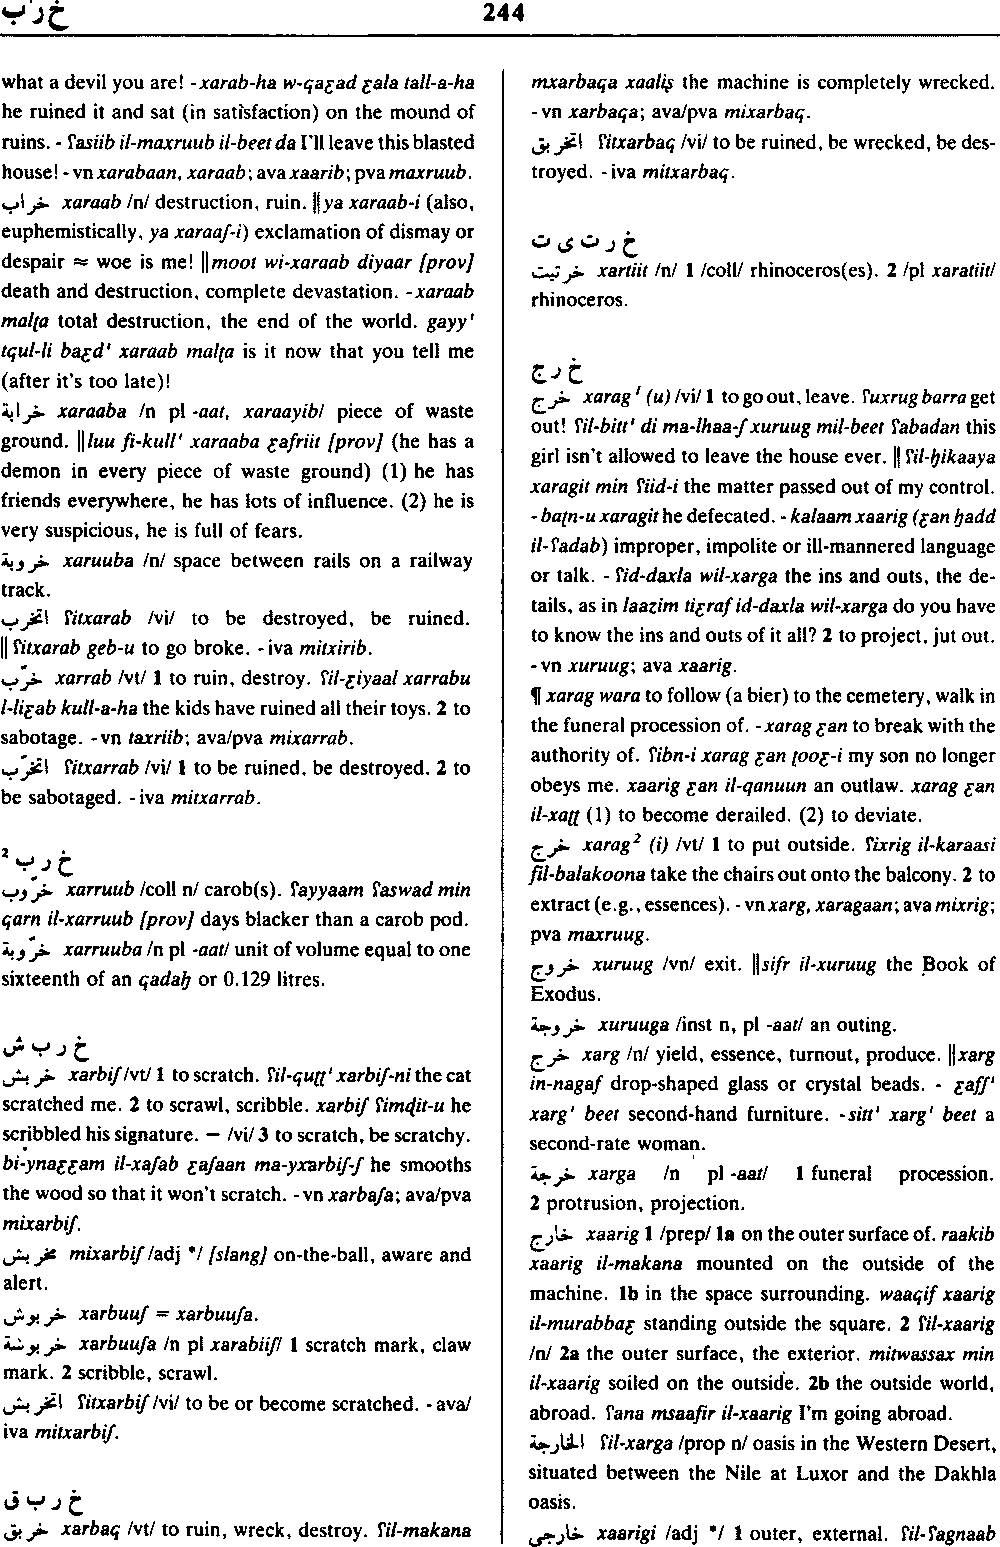 خ ر ب
244
what a devil you are! -xarab-ha w-qaƹad ƹala tall-a-ha
he ruined it and sat (in satisfaction) on the mound of
ruins. - ʕasiib il-maxruub il-beet da I'll leave this blasted
house! - vn xarabaan, xaraab; ava xaarib; pva maxruub.
خراب xaraab /n/ destruction, ruin. ‖ya xaraab-i (also,
euphemistically, ya xaraaʃ-i) exclamation of dismay or
despair ≈ woe is me! ‖moot wi-xaraab diyaar [prov]
death and destruction, complete devastation. -xaraab
malţa total destruction, the end of the world. gayy'
tqul-li baƹd' xaraab malţa is it now that you tell me
(after it's too late)!
خرابة xaraaba /n pl -aat, xaraayib/ piece of waste
ground. ‖luu fi-kull' xaraaba ƹafriit [prov] (he has a
demon in every piece of waste ground) (1) he has
friends everywhere, he has lots of influence. (2) he is
very suspicious, he is full of fears.
خروبة xaruuba /n/ space between rails on a railway
track.
اتخرب ʕitxarab /vi/ to be destroyed, be ruined.
‖ʕitxarab geb-u to go broke. - iva mitxirib.
خرّب xarrab /vt/ 1 to ruin, destroy. ʕil-ƹiyaal xarrabu
l-liƹab kull-a-ha the kids have ruined all their toys. 2 to
sabotage. - vn taxriib; ava/pva mixarrab.
اتخرّب ʕitxarrab /vi/ 1 to be ruined, be destroyed. 2 to
be sabotaged. - iva mitxarrab.
خ ر ب ²
خرّوب xarruub /coll n/ carob(s). ʕayyaam ʕaswad min
qarn il-xarruub [prov] days blacker than a carob pod.
خرّوبة xarruuba /n pl -aat/ unit of volume equal to one
sixteenth of an qadaḩ or 0.129 litres.
خ ر ب ش
خربش xarbiʃ /vt/ 1 to scratch. ʕil-quţţ' xarbiʃ-ni the cat
scratched me. 2 to scrawl, scribble. xarbiʃ ʕimḑit-u he
scribbled his signature. — /vi/ 3 to scratch, be scratchy.
bi-ynaƹƹam il-xaʃab ƹaʃaan ma-yxarbiʃ-ʃ he smooths
the wood so that it won't scratch. - vn xarbaʃa; ava/pva
mixarbiʃ.
مخربش mixarbiʃ /adj */ [slang] on-the-ball, aware and
alert.
خربوش xarbuuʃ = xarbuuʃa.
خربوشة xarbuuʃa /n pl xarabiiʃ/ 1 scratch mark, claw
mark. 2 scribble, scrawl.
اتخربش ʕitxarbiʃ /vi/ to be or become scratched. - ava/
iva mitxarbiʃ.
خ ر ب ق
خربق xarbaq /vt/ to ruin, wreck, destroy. ʕil-makana
mxarbaqa xaaliş the machine is completely wrecked.
- vn xarbaqa; ava/pva mixarbaq.
اتخربق ʕitxarbaq /vi/ to be ruined, be wrecked, be des-
troyed. - iva mitxarbaq.
خ ر ت ي ت
خرتيت xartiit /n/ 1 /coll/ rhinoceros(es). 2 /pl xaratiit/
rhinoceros.
خ ر ج
خرج xarag¹ (u) /vi/ 1 to go out, leave. ʕuxrug barra get
out! ʕil-bitt' di ma-lhaa-ʃ xuruug mil-beet ʕabadan this
girl isn't allowed to leave the house ever. ‖ʕil-ḩikaaya
xaragit min ʕiid-i the matter passed out of my control.
- baţn-u xaragit he defecated. - kalaam xaarig (ƹan ḩadd
il-ʕadab) improper, impolite or ill-mannered language
or talk. - ʕid-daxla wil-xarga the ins and outs, the de-
tails, as in laazim tiƹraf id-daxla wil-xarga do you have
to know the ins and outs of it all? 2 to project, jut out.
- vn xuruug; ava xaarig.
¶ xarag wara to follow (a bier) to the cemetery, walk in
the funeral procession of. - xarag ƹan to break with the
authority of. ʕibn-i xarag ƹan ţooƹ-i my son no longer
obeys me. xaarig ƹan il-qanuun an outlaw. xarag ƹan
il-xaţţ (1) to become derailed. (2) to deviate.
خرج xarag² (i) /vt/ 1 to put outside. ʕixrig il-karaasi
fil-balakoona take the chairs out onto the balcony. 2 to
extract (e.g., essences). - vn xarg, xaragaan; ava mixrig;
pva maxruug.
خروج xuruug /vn/ exit. ‖sifr il-xuruug the Book of
Exodus.
خروجة xuruuga /inst n, pl -aat/ an outing.
خرج xarg /n/ yield, essence, turnout, produce. ‖xarg
in-nagaf drop-shaped glass or crystal beads. - ƹafʃ'
xarg' beet second-hand furniture. -sitt' xarg' beet a
second-rate woman.
خرجة xarga /n pl -aat/ 1 funeral procession.
2 protrusion, projection.
خارج xaarig 1 /prep/ 1a on the outer surface of. raakib
xaarig il-makana mounted on the outside of the
machine. 1b in the space surrounding. waaqif xaarig
il-murabbaƹ standing outside the square. 2 ʕil-xaarig
/n/ 2a the outer surface, the exterior. mitwassax min
il-xaarig soiled on the outside. 2b the outside world,
abroad. ʕana msaafir il-xaarig I'm going abroad.
الخارجة ʕil-xarga /prop n/ oasis in the Western Desert,
situated between the Nile at Luxor and the Dakhla
oasis.
خارجى xaarigi /adj */ 1 outer, external. ʕil-ʕagnaab